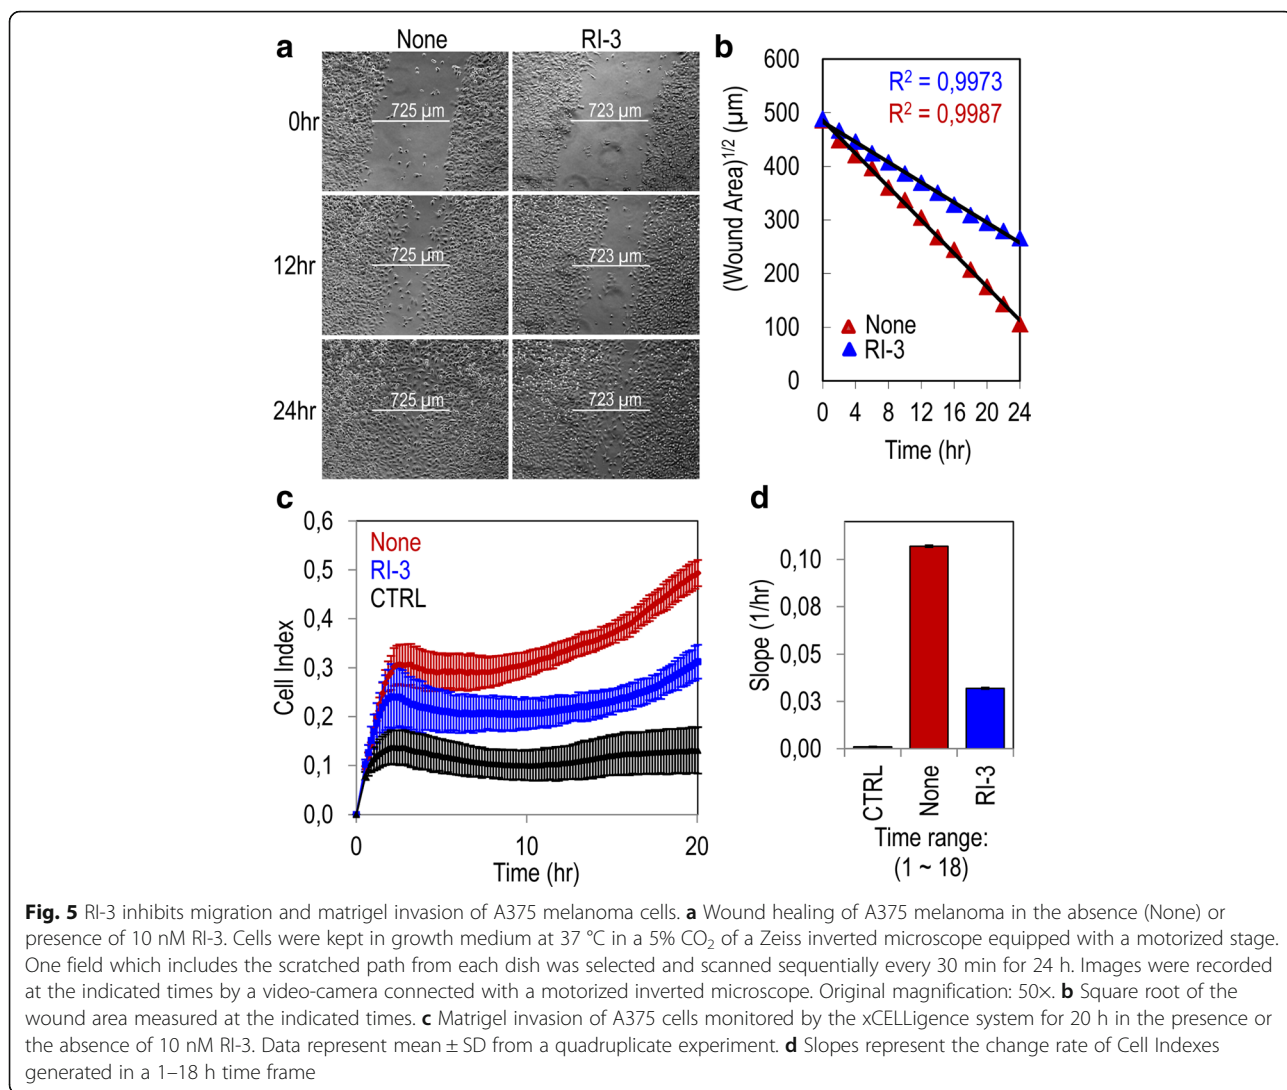 a
None
RI-3
0hr
725 µm
723 µm
12hr
725 µm
723 µm
24hr
725 µm
723 µm
b
600
500
400
300
200
100
0
(Wound Area)1/2 (µm)
R2 = 0,9973
R2 = 0,9987
None
RI-3
0 4 8 12 16 20 24
Time (hr)
c
0,6
0,5
0,4
0,3
0,2
0,1
0,0
Cell Index
None
RI-3
CTRL
0 10 20
Time (hr)
d
0,10
0,08
0,05
0,03
0,00
Slope (1/hr)
CTRL
None
RI-3
Time range:
(1 ~ 18)
Fig. 5 RI-3 inhibits migration and matrigel invasion of A375 melanoma cells. a Wound healing of A375 melanoma in the absence (None) or
presence of 10 nM RI-3. Cells were kept in growth medium at 37 °C in a 5% CO2 of a Zeiss inverted microscope equipped with a motorized stage.
One field which includes the scratched path from each dish was selected and scanned sequentially every 30 min for 24 h. Images were recorded
at the indicated times by a video-camera connected with a motorized inverted microscope. Original magnification: 50×. b Square root of the
wound area measured at the indicated times. c Matrigel invasion of A375 cells monitored by the xCELLigence system for 20 h in the presence or
the absence of 10 nM RI-3. Data represent mean ± SD from a quadruplicate experiment. d Slopes represent the change rate of Cell Indexes
generated in a 1–18 h time frame